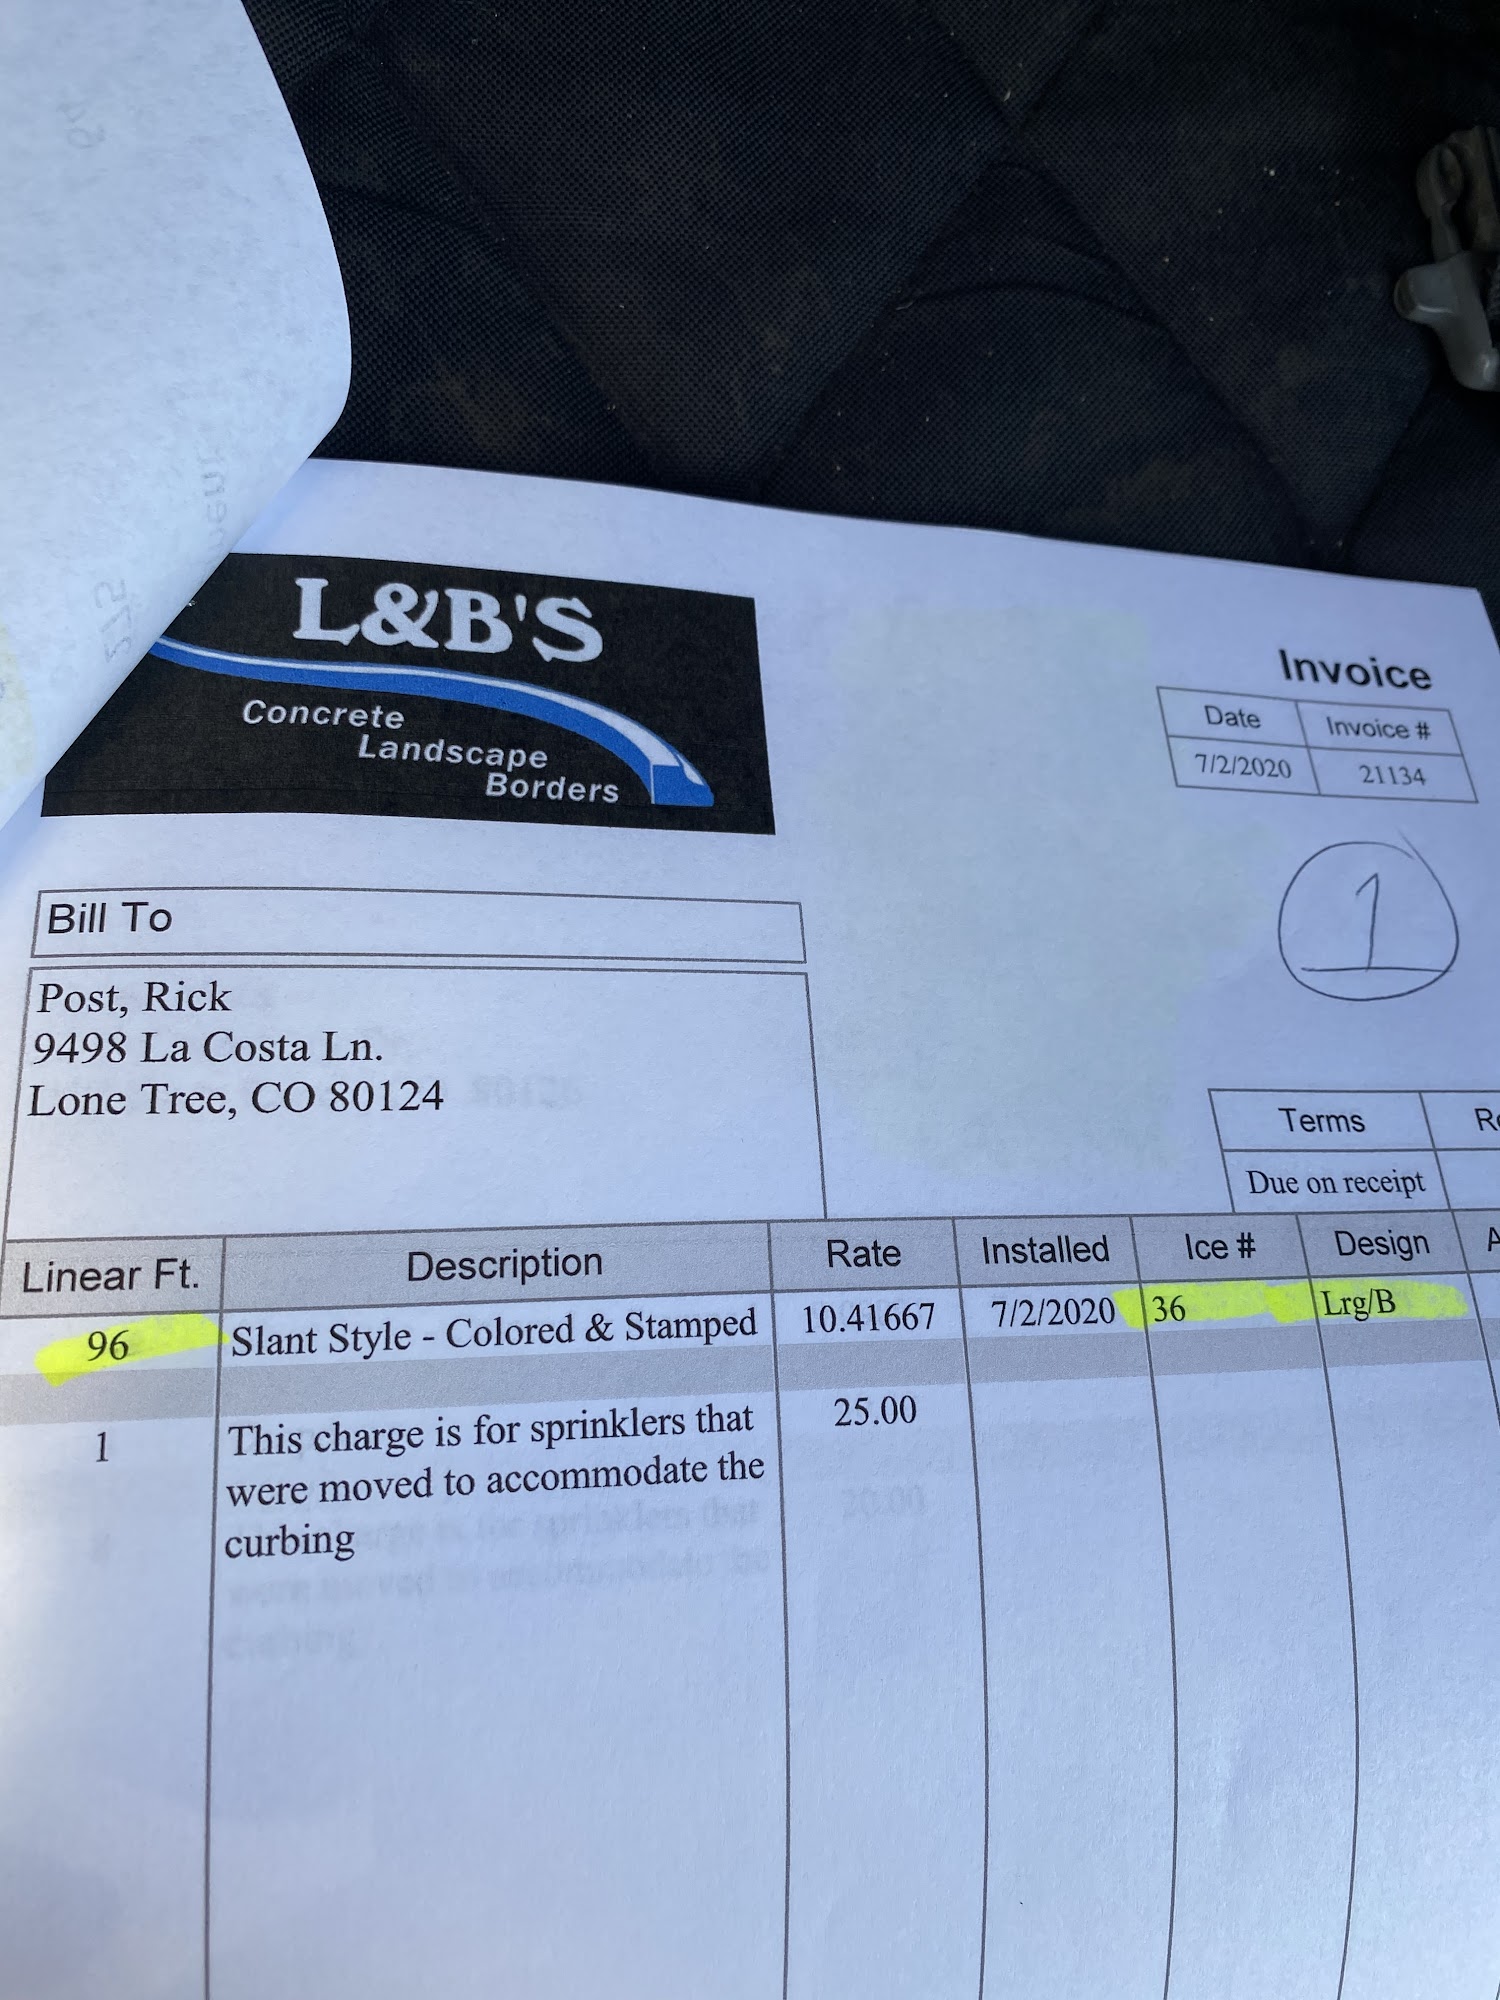 L&B'S
Concrete
Landscape
Borders
Invoice
Date Invoice #
7/2/2020 21134
1
Bill To
Post, Rick
9498 La Costa Ln.
Lone Tree, CO 80124
Terms
Due on receipt
Linear Ft. Description Rate Installed Ice # Design
96 Slant Style - Colored & Stamped 10.41667 7/2/2020 36 Lrg/B
1 This charge is for sprinklers that 25.00
were moved to accommodate the
curbing